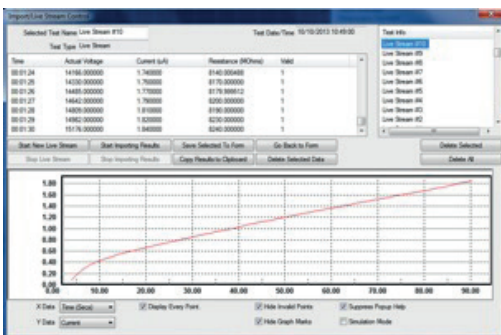 Import/Live Stream Control
Selected Test Name Live Stream #10 Test Date/Time 10/10/2013 10:49:00 Test Info
Test Type Live Stream
Time Actual Voltage Current (uA) Resistance (MOhms) Valid
00:01:24 14166.000000 1.740000 8140.000488 1
00:01:25 14330.000000 1.750000 8170.000000 1
00:01:26 14485.000000 1.770000 8179.999512 1
00:01:27 14642.000000 1.790000 8200.000000 1
00:01:28 14809.000000 1.810000 8190.000000 1
00:01:29 14982.000000 1.820000 8230.000000 1
00:01:30 15176.000000 1.840000 8240.000000 1
Live Stream #10
Live Stream #9
Live Stream #8
Live Stream #7
Live Stream #6
Live Stream #5
Live Stream #4
Live Stream #3
Live Stream #2
Start New Live Stream Start Importing Results Save Selected To Form Go Back to Form Delete Selected
Stop Live Stream Stop Importing Results Copy Results to Clipboard Delete Selected Data Delete All
1.80
1.60
1.40
1.20
1.00
0.80
0.60
0.40
0.20
0.00
0.00 10.00 20.00 30.00 40.00 50.00 60.00 70.00 80.00 90.00
X Data Time (Secs) Display Every Point Hide Invalid Points Suppress Popup Help
Y Data Current Hide Graph Marks Simulation Mode